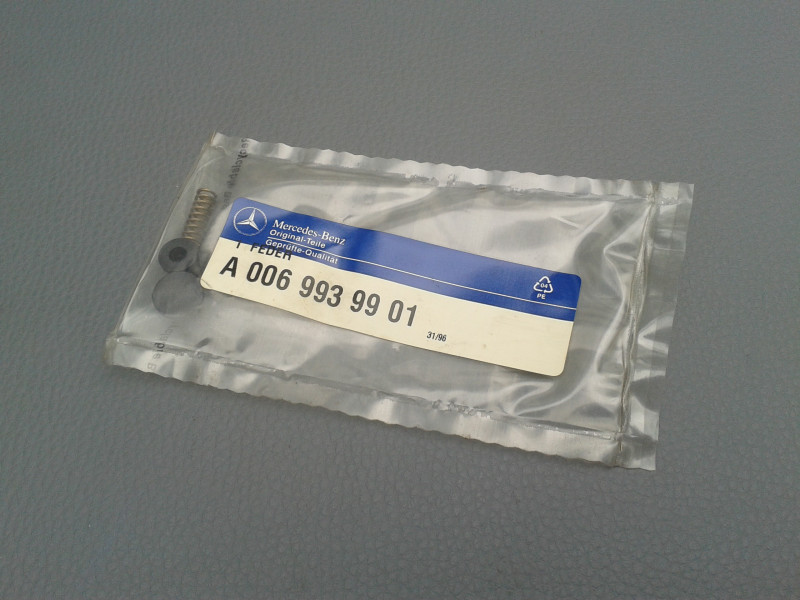 Mercedes-Benz
Original-Teile
Geprüfte-Qualität
1 FEDER
A 006 993 99 01
31/96
04
PE